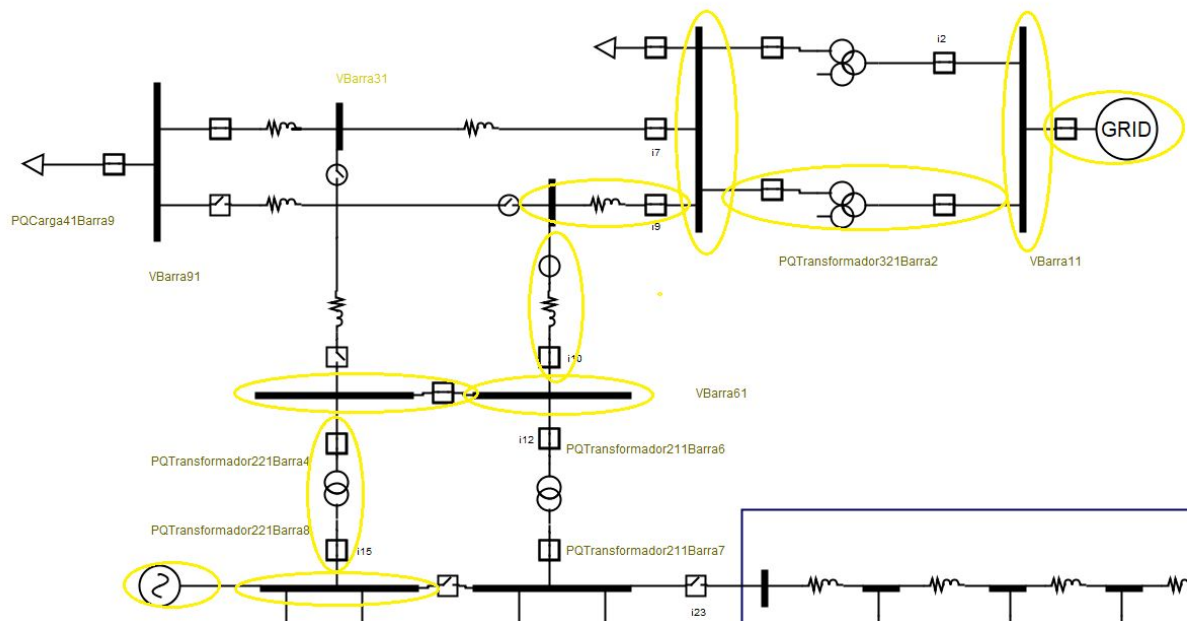 i2
VBarra31
GRID
i7
PQCarga41Barra9
i9
VBarra91
PQTransformador321Barra2
VBarra11
i10
VBarra61
i12
PQTransformador211Barra6
PQTransformador221Barra4
PQTransformador221Barra8
i15
PQTransformador211Barra7
i23